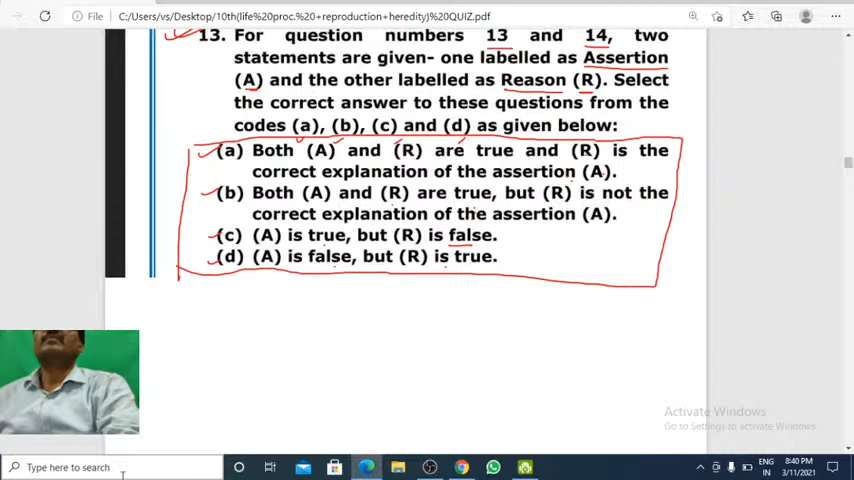 File
C:/Users/vs/Desktop/10th(life%20proc.%20+reproduction+heredity)%20QUIZ.pdf
13. For question numbers 13 and 14, two
statements are given- one labelled as Assertion
(A) and the other labelled as Reason (R). Select
the correct answer to these questions from the
codes (a), (b), (c) and (d) as given below:
(a) Both (A) and (R) are true and (R) is the
correct explanation of the assertion (A).
(b) Both (A) and (R) are true, but (R) is not the
correct explanation of the assertion (A).
(c) (A) is true, but (R) is false.
(d) (A) is false, but (R) is true.
Activate Windows
Go to Settings to activate Windows.
Type here to search
ENG
IN
8:40 PM
3/11/2021